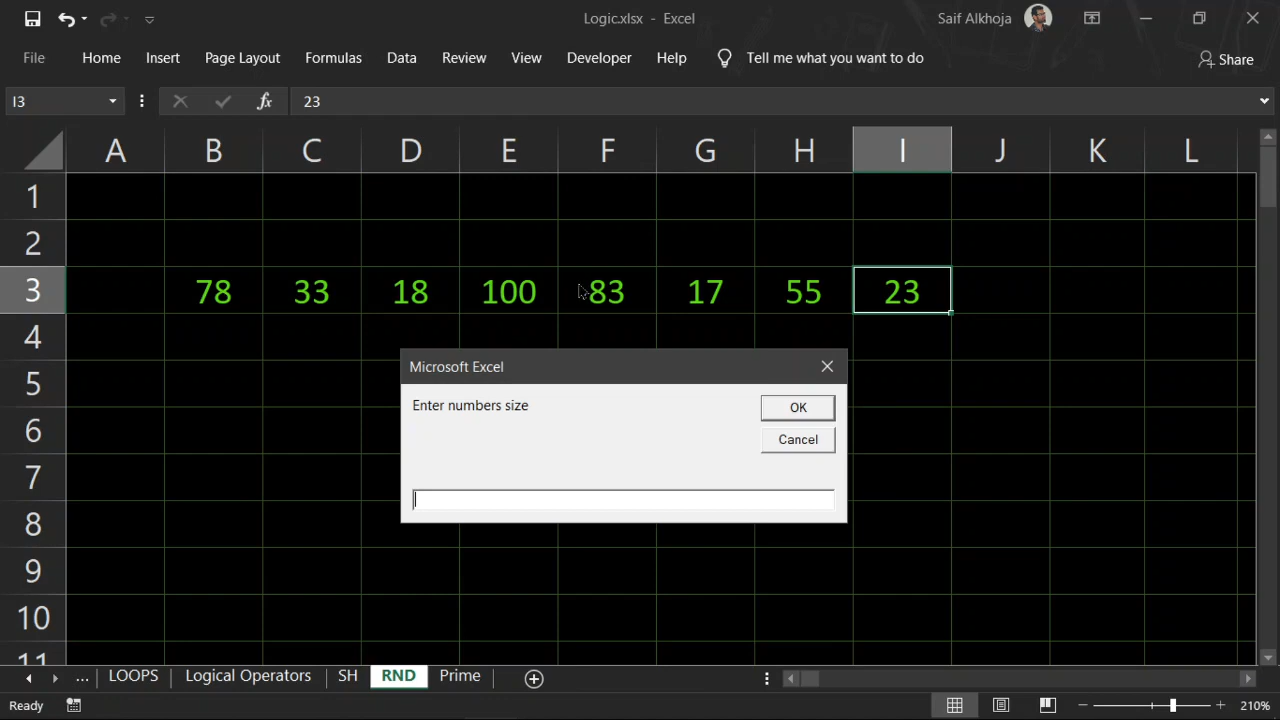 Logic.xlsx - Excel
Saif Alkhoja
File Home Insert Page Layout Formulas Data Review View Developer Help Tell me what you want to do Share
I3 fx 23
A B C D E F G H I J K L
1
2
3 78 33 18 100 83 17 55 23
4
Microsoft Excel
5
Enter numbers size OK
6
Cancel
7
8
9
10
11
... LOOPS Logical Operators SH RND Prime
Ready 210%